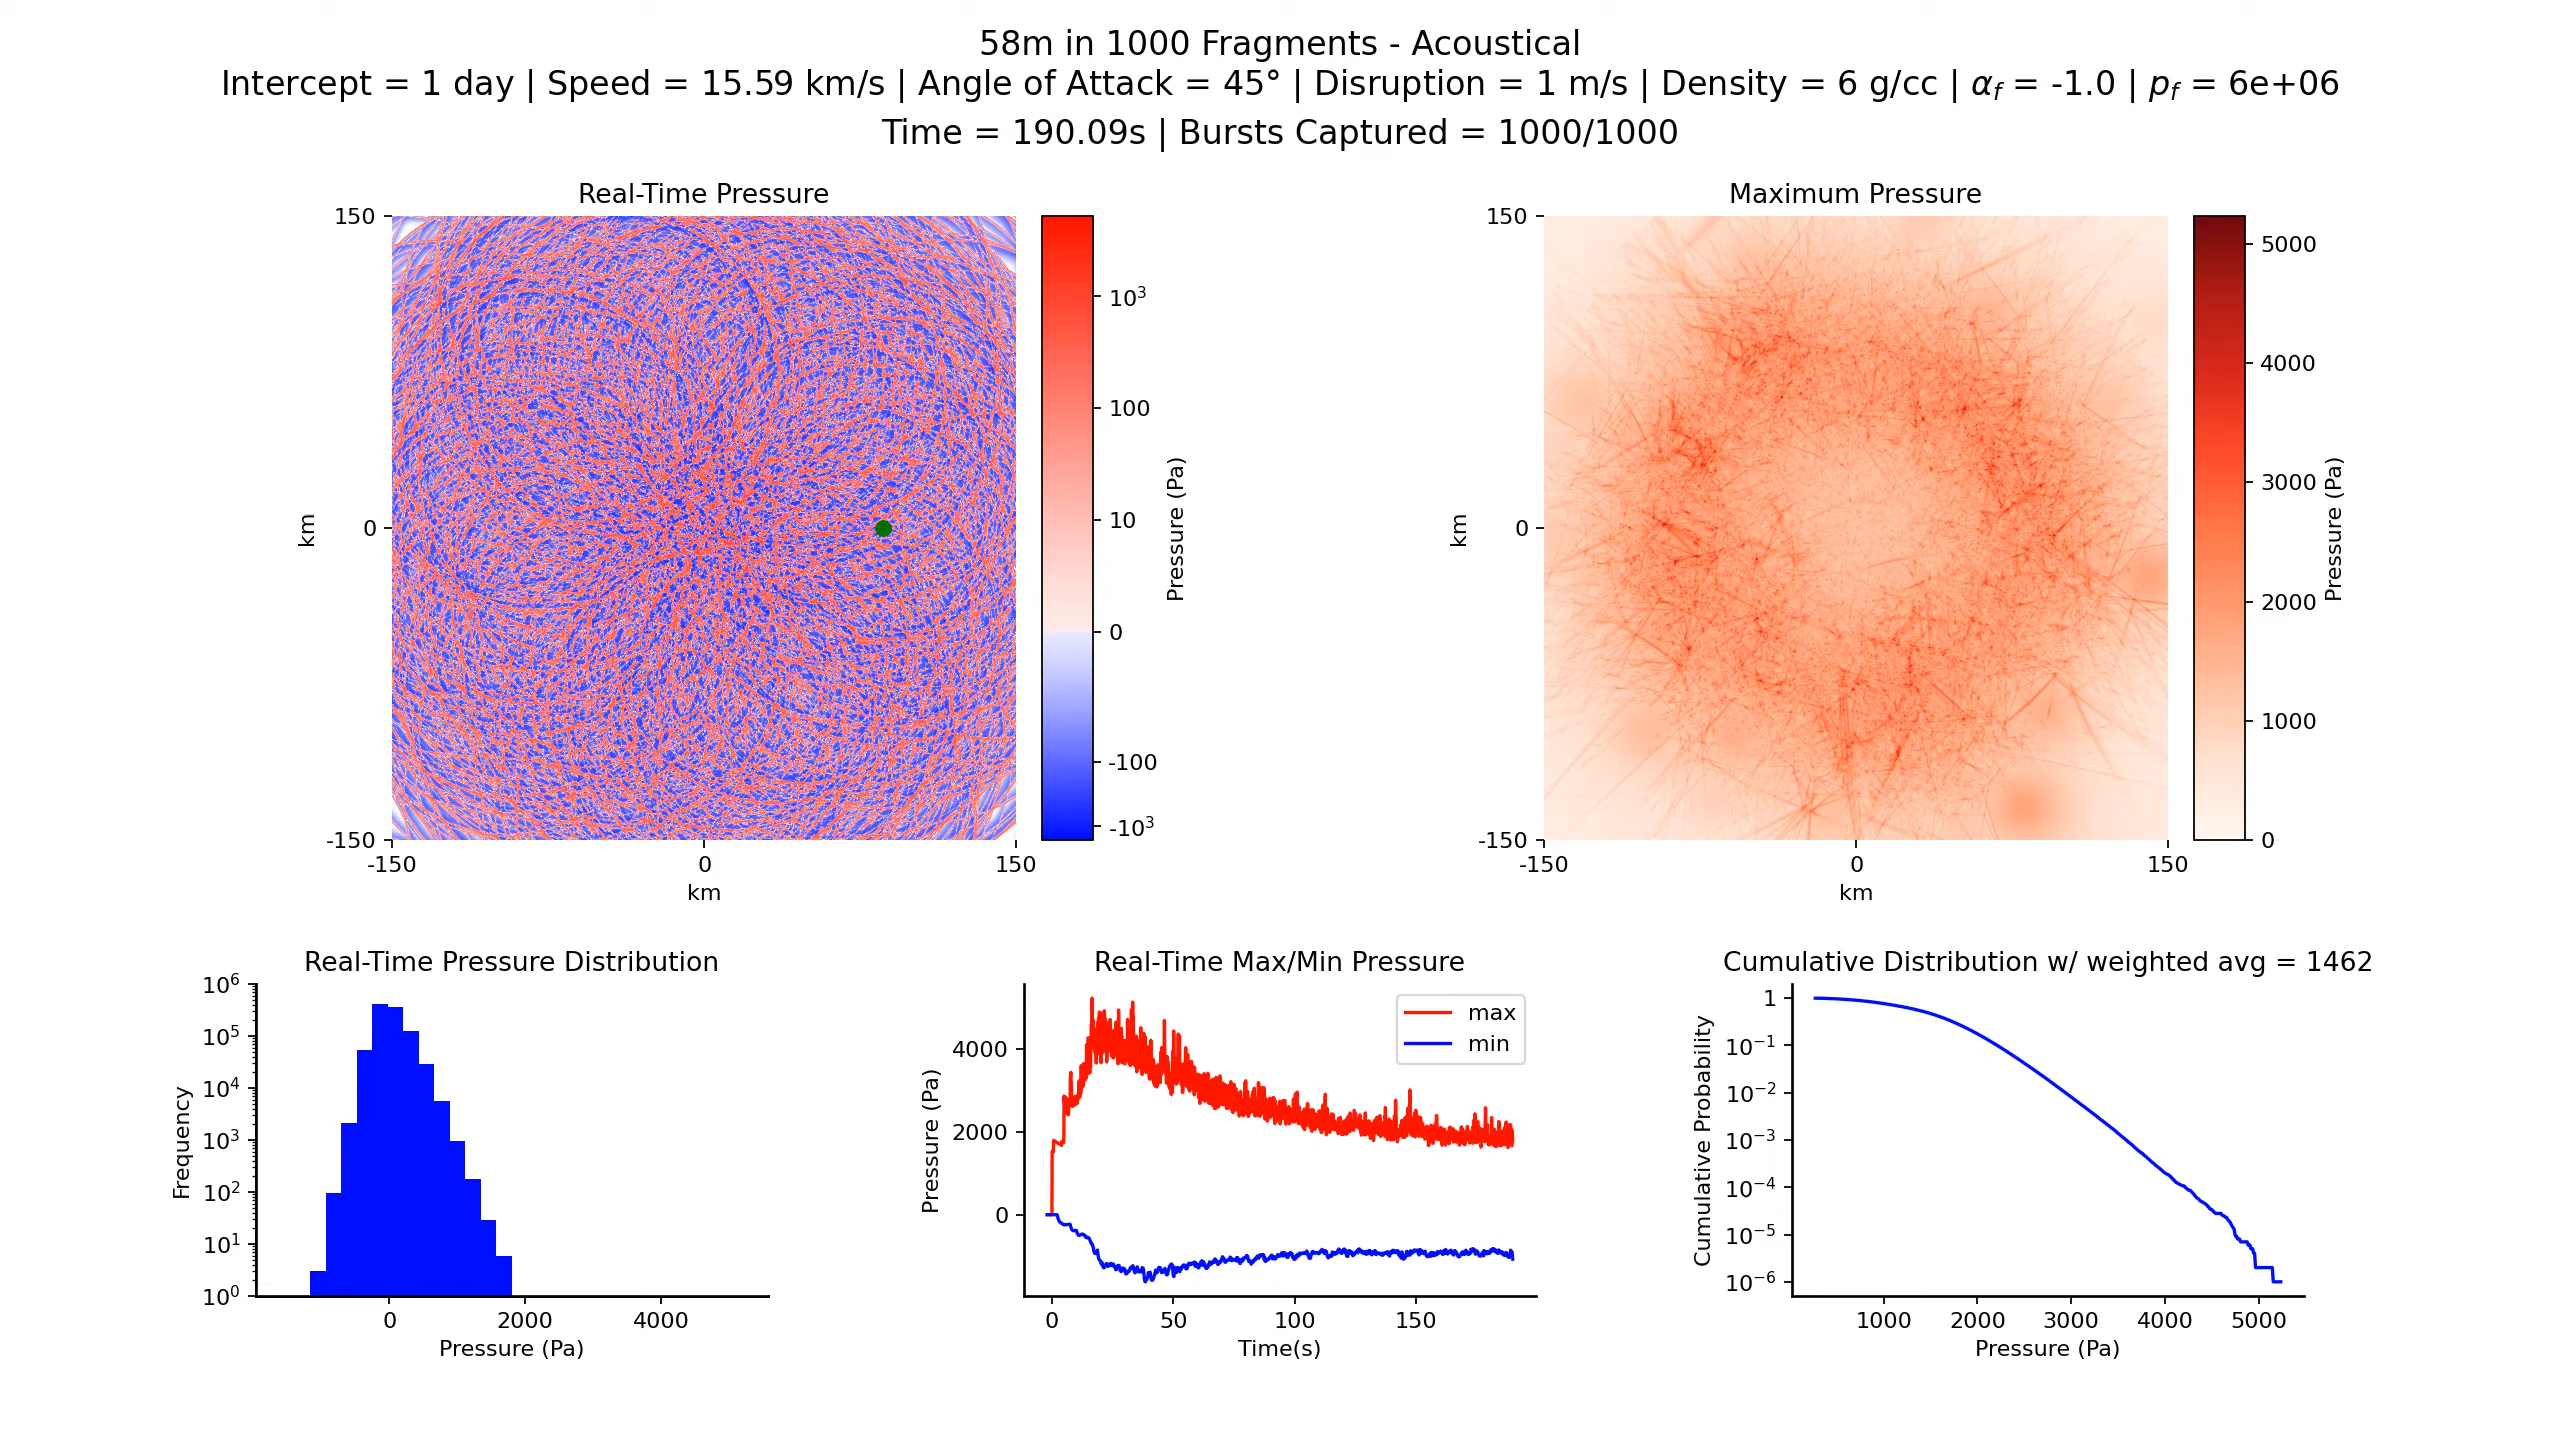 58m in 1000 Fragments - Acoustical
Intercept = 1 day | Speed = 15.59 km/s | Angle of Attack = 45° | Disruption = 1 m/s | Density = 6 g/cc | α_f = -1.0 | p_f = 6e+06
Time = 190.09s | Bursts Captured = 1000/1000
Real-Time Pressure
150
0
-150
km
-150 0 150
km
10³
100
10
0
-100
-10³
Pressure (Pa)
Maximum Pressure
150
0
-150
km
-150 0 150
km
5000
4000
3000
2000
1000
0
Pressure (Pa)
Real-Time Pressure Distribution
10⁶
10⁵
10⁴
10³
10²
10¹
10⁰
Frequency
0 2000 4000
Pressure (Pa)
Real-Time Max/Min Pressure
max
min
4000
2000
0
Pressure (Pa)
0 50 100 150
Time(s)
Cumulative Distribution w/ weighted avg = 1462
1
10⁻¹
10⁻²
10⁻³
10⁻⁴
10⁻⁵
10⁻⁶
Cumulative Probability
1000 2000 3000 4000 5000
Pressure (Pa)